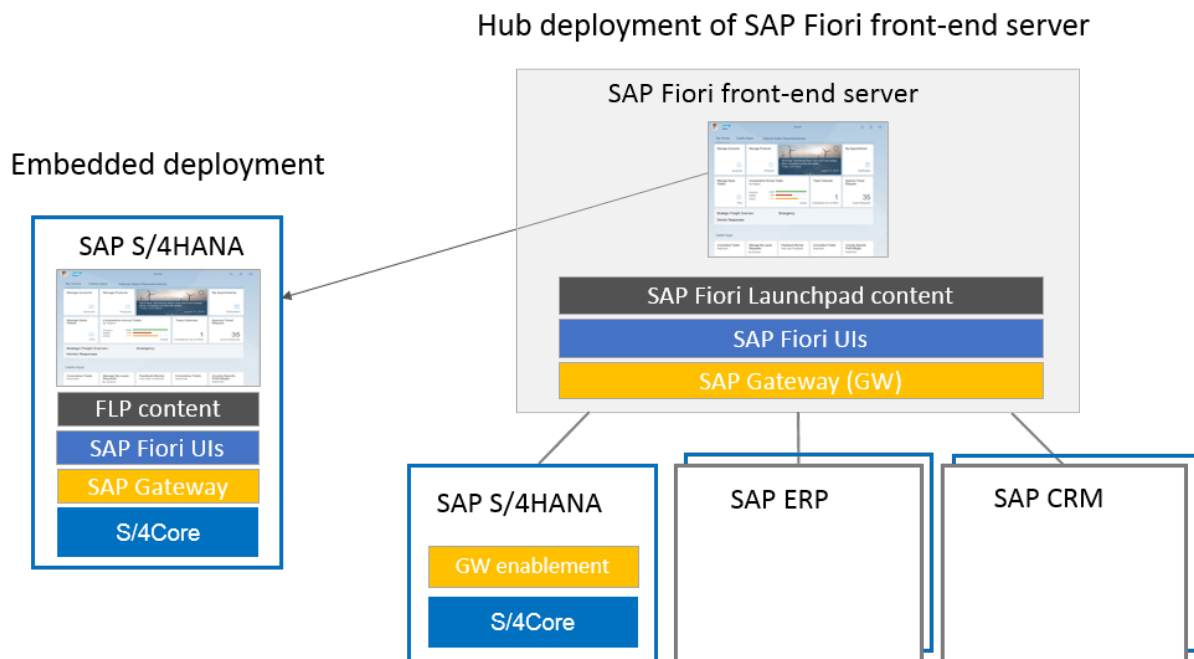 Hub deployment of SAP Fiori front-end server
SAP Fiori front-end server
SAP Fiori Launchpad content
SAP Fiori UIs
SAP Gateway (GW)
Embedded deployment
SAP S/4HANA
FLP content
SAP Fiori UIs
SAP Gateway
S/4Core
SAP S/4HANA
GW enablement
S/4Core
SAP ERP
SAP CRM